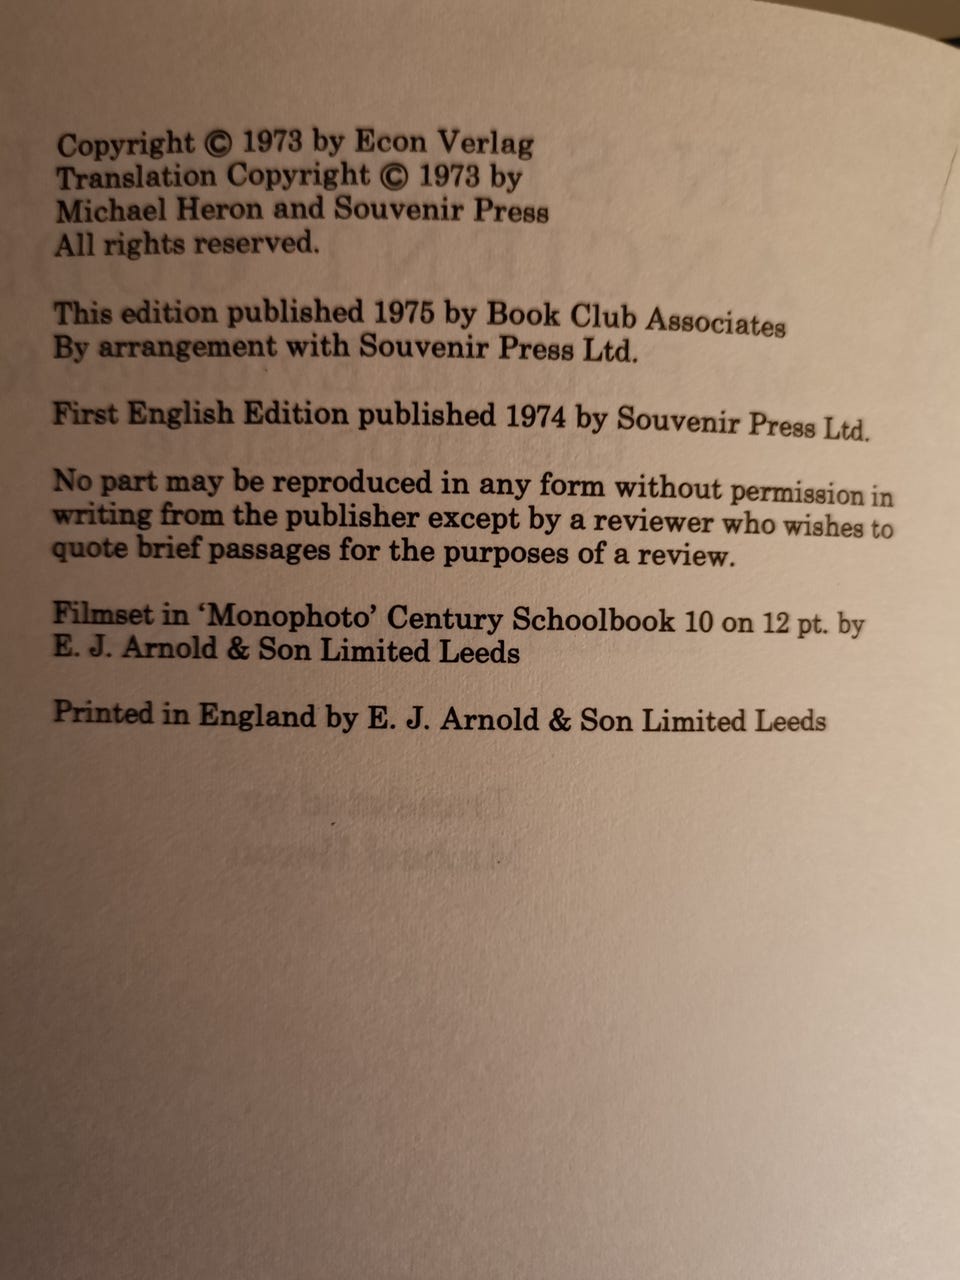 Copyright © 1973 by Econ Verlag
Translation Copyright © 1973 by
Michael Heron and Souvenir Press
All rights reserved.
This edition published 1975 by Book Club Associates
By arrangement with Souvenir Press Ltd.
First English Edition published 1974 by Souvenir Press Ltd.
No part may be reproduced in any form without permission in
writing from the publisher except by a reviewer who wishes to
quote brief passages for the purposes of a review.
Filmset in ‘Monophoto’ Century Schoolbook 10 on 12 pt. by
E. J. Arnold & Son Limited Leeds
Printed in England by E. J. Arnold & Son Limited Leeds